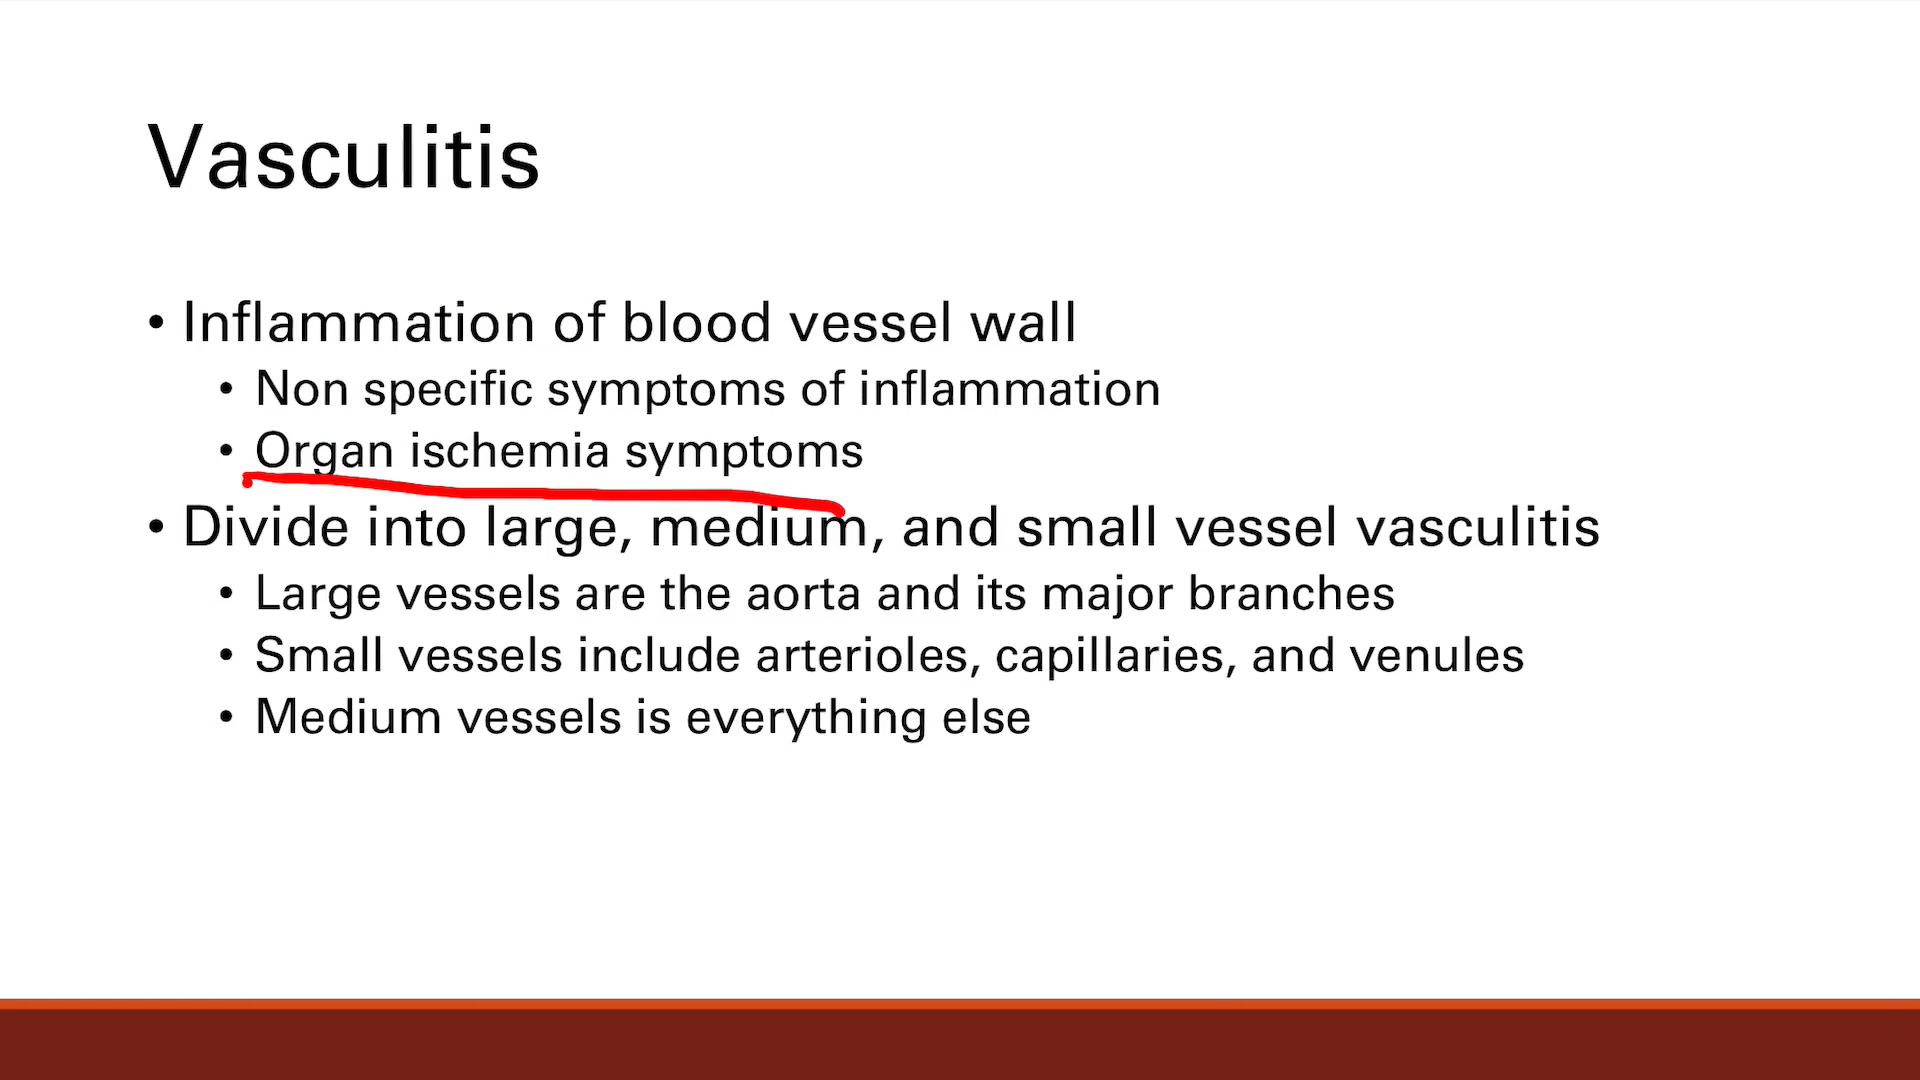 Vasculitis
• Inflammation of blood vessel wall
• Non specific symptoms of inflammation
• Organ ischemia symptoms
• Divide into large, medium, and small vessel vasculitis
• Large vessels are the aorta and its major branches
• Small vessels include arterioles, capillaries, and venules
• Medium vessels is everything else